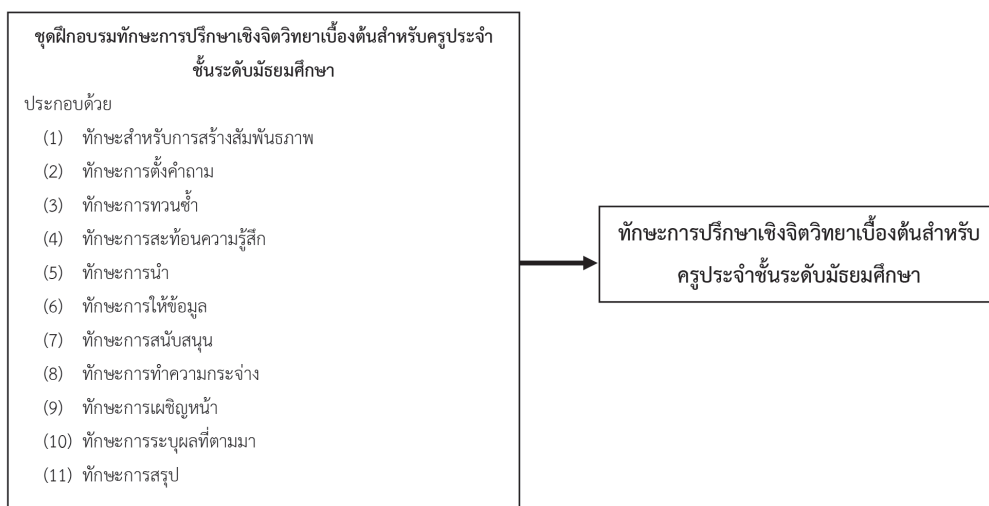 ชุดฝึกอบรมทักษะการปรึกษาเชิงจิตวิทยาเบื้องต้นสำหรับครูประจำ
ชั้นระดับมัธยมศึกษา
ประกอบด้วย
(1) ทักษะสำหรับการสร้างสัมพันธภาพ
(2) ทักษะการตั้งคำถาม
(3) ทักษะการทวนซ้ำ
(4) ทักษะการสะท้อนความรู้สึก
(5) ทักษะการนำ
(6) ทักษะการให้ข้อมูล
(7) ทักษะการสนับสนุน
(8) ทักษะการทำความกระจ่าง
(9) ทักษะการเผชิญหน้า
(10) ทักษะการระบุผลที่ตามมา
(11) ทักษะการสรุป
ทักษะการปรึกษาเชิงจิตวิทยาเบื้องต้นสำหรับ
ครูประจำชั้นระดับมัธยมศึกษา